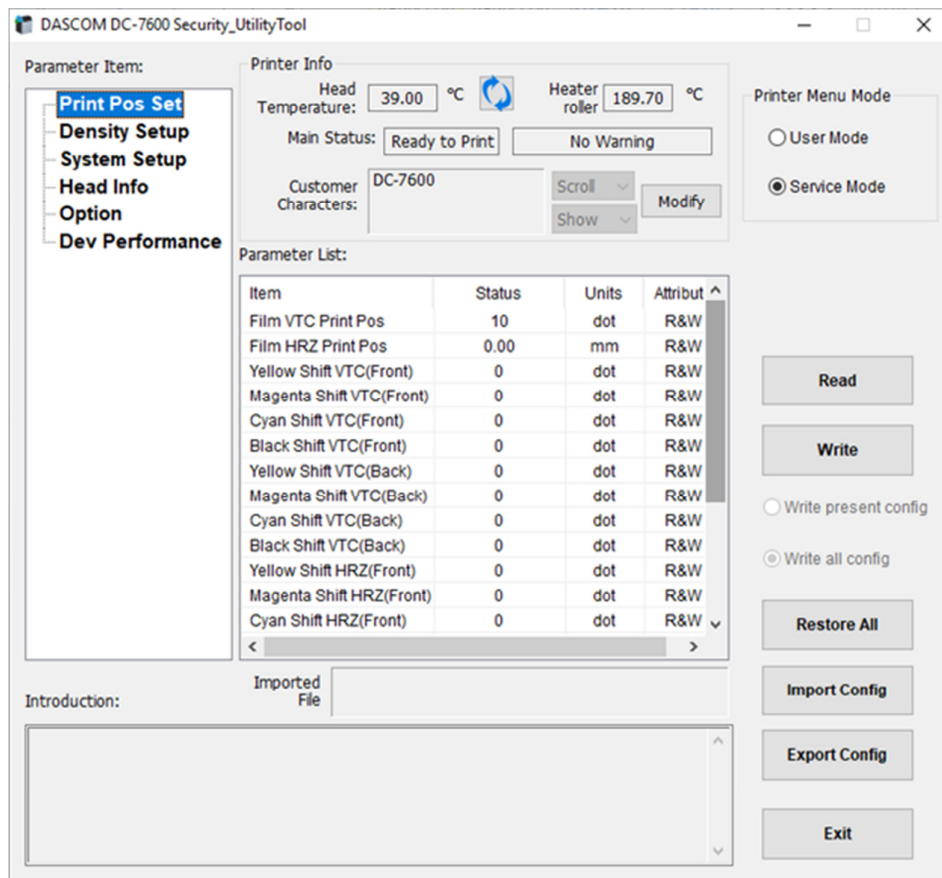 DASCOM DC-7600 Security_UtilityTool
Parameter Item:
Print Pos Set
Density Setup
System Setup
Head Info
Option
Dev Performance
Printer Info
Head Temperature: 39.00 °C
Heater roller 189.70 °C
Main Status: Ready to Print No Warning
Customer Characters: DC-7600
Scroll
Show
Modify
Printer Menu Mode
User Mode
Service Mode
Parameter List:
Item Status Units Attribut
Film VTC Print Pos 10 dot R&W
Film HRZ Print Pos 0.00 mm R&W
Yellow Shift VTC(Front) 0 dot R&W
Magenta Shift VTC(Front) 0 dot R&W
Cyan Shift VTC(Front) 0 dot R&W
Black Shift VTC(Front) 0 dot R&W
Yellow Shift VTC(Back) 0 dot R&W
Magenta Shift VTC(Back) 0 dot R&W
Cyan Shift VTC(Back) 0 dot R&W
Black Shift VTC(Back) 0 dot R&W
Yellow Shift HRZ(Front) 0 dot R&W
Magenta Shift HRZ(Front) 0 dot R&W
Cyan Shift HRZ(Front) 0 dot R&W
Read
Write
Write present config
Write all config
Restore All
Import Config
Export Config
Exit
Imported File
Introduction: